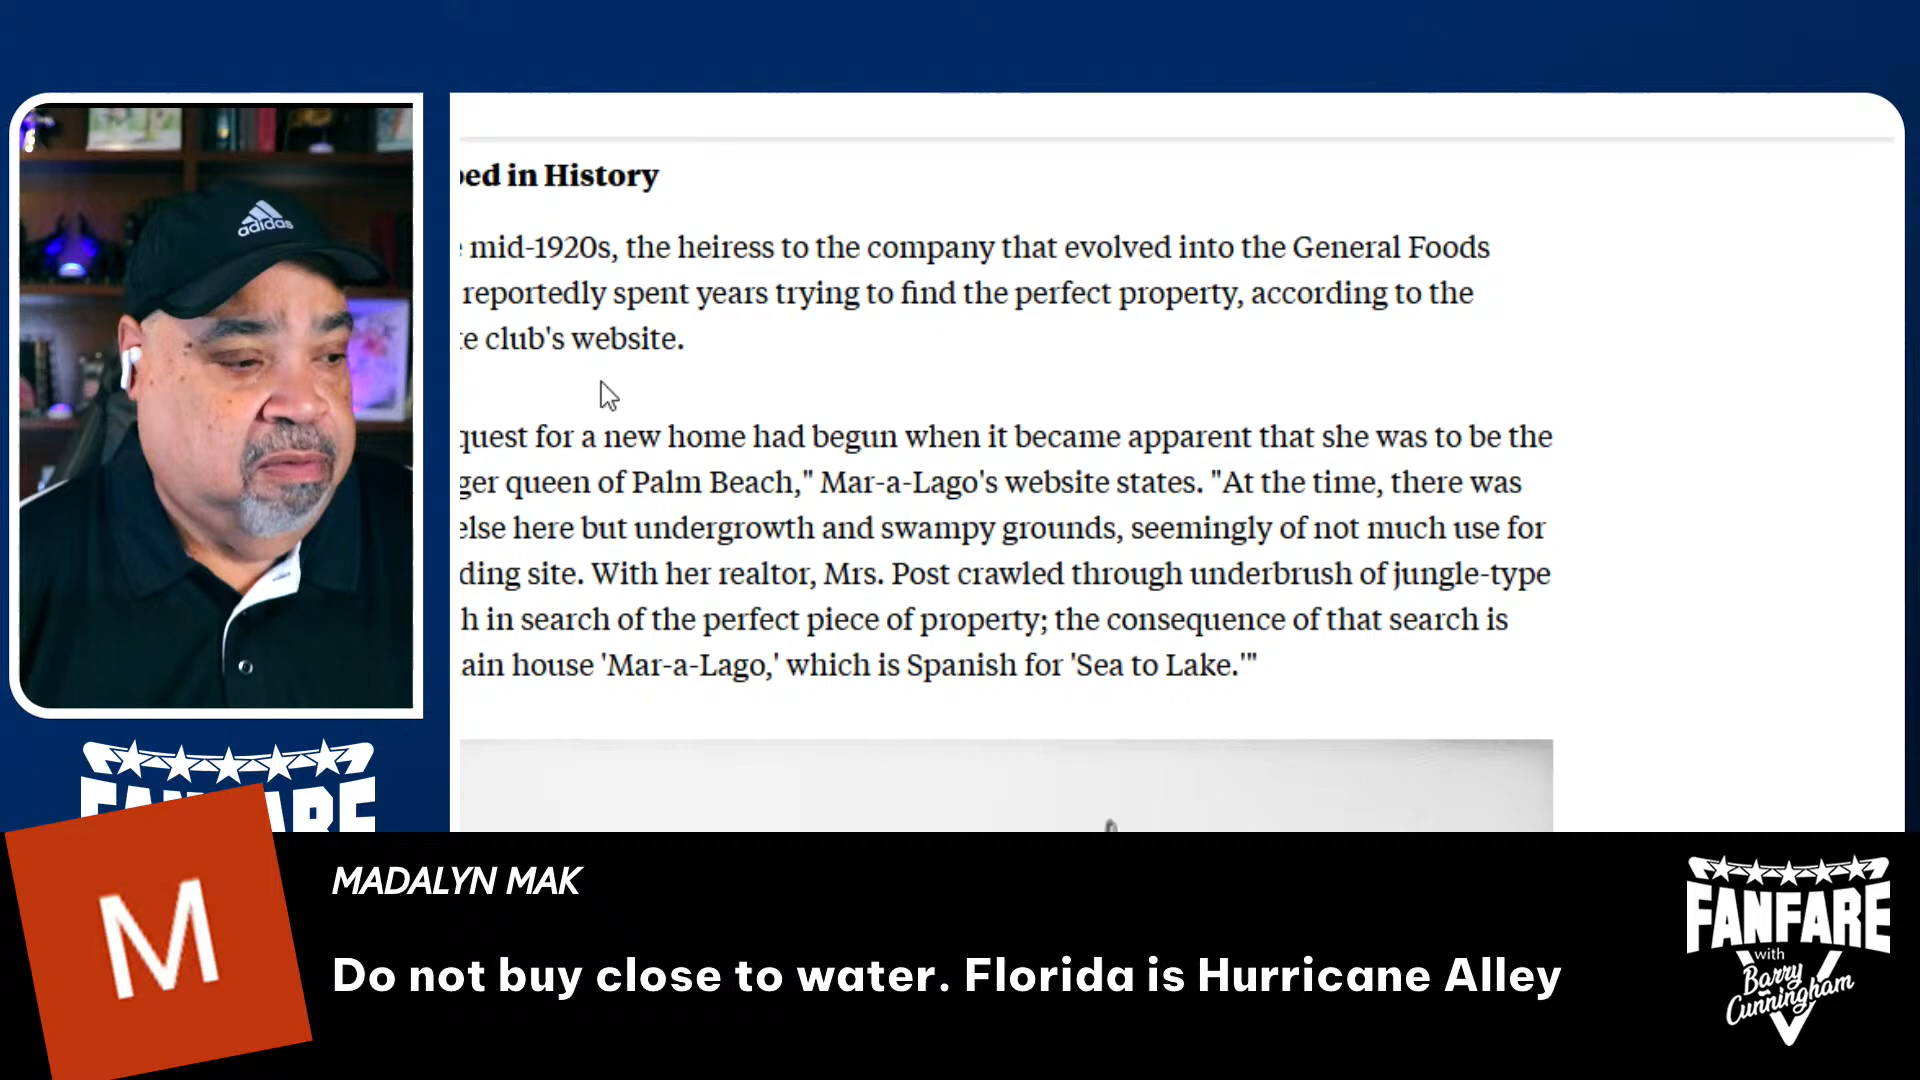 adidas
in History
mid-1920s, the heiress to the company that evolved into the General Foods
reportedly spent years trying to find the perfect property, according to the
club's website.
quest for a new home had begun when it became apparent that she was to be the
queen of Palm Beach," Mar-a-Lago's website states. "At the time, there was
else here but undergrowth and swampy grounds, seemingly of not much use for
site. With her realtor, Mrs. Post crawled through underbrush of jungle-type
in search of the perfect piece of property; the consequence of that search is
house 'Mar-a-Lago,' which is Spanish for 'Sea to Lake.'"
M
MADALYN MAK
Do not buy close to water. Florida is Hurricane Alley
FANFARE
with
Barry
Cunningham